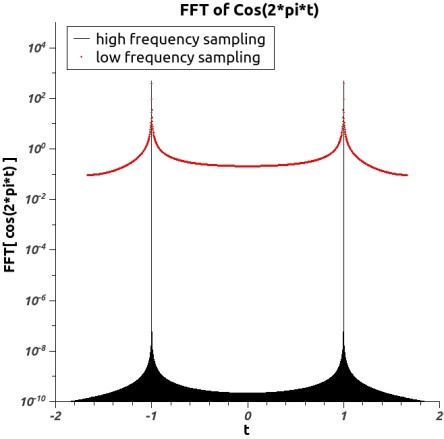 FFT of Cos(2*pi*t)
high frequency sampling
low frequency sampling
10^4
10^2
10^0
10^-2
10^-4
10^-6
10^-8
10^-10
FFT[ cos(2*pi*t) ]
-2 -1 0 1 2
t